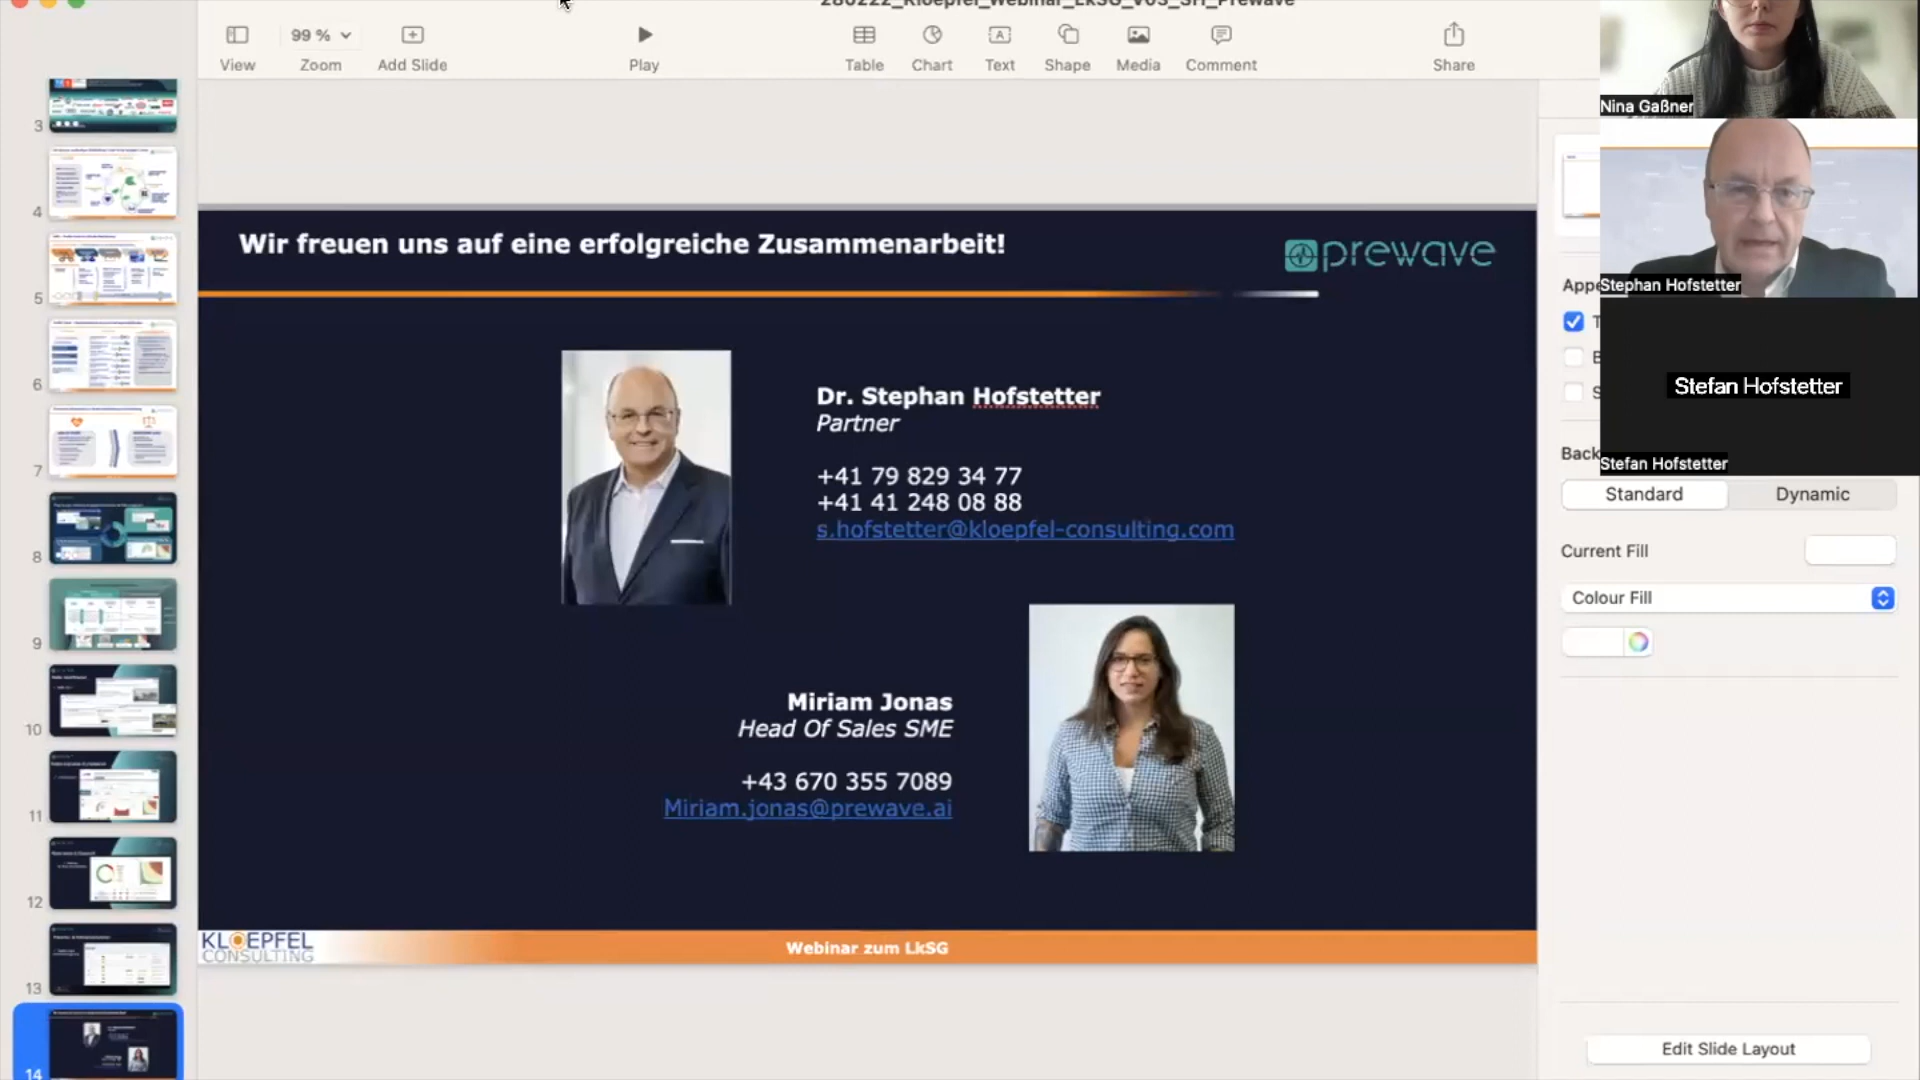 280222_Kloepfel_Webinar_LkSG_V03_SH_Prewave
99 %
View
Zoom
Add Slide
Play
Table
Chart
Text
Shape
Media
Comment
Share
Nina Gaßner
Stephan Hofstetter
Stefan Hofstetter
Stefan Hofstetter
3
4
5
6
7
8
9
10
11
12
13
14
Wir freuen uns auf eine erfolgreiche Zusammenarbeit!
prewave
Dr. Stephan Hofstetter
Partner
+41 79 829 34 77
+41 41 248 08 88
s.hofstetter@kloepfel-consulting.com
Miriam Jonas
Head Of Sales SME
+43 670 355 7089
Miriam.jonas@prewave.ai
KLOEPFEL
CONSULTING
Webinar zum LkSG
Appe
T
B
S
Back
Standard
Dynamic
Current Fill
Colour Fill
Edit Slide Layout